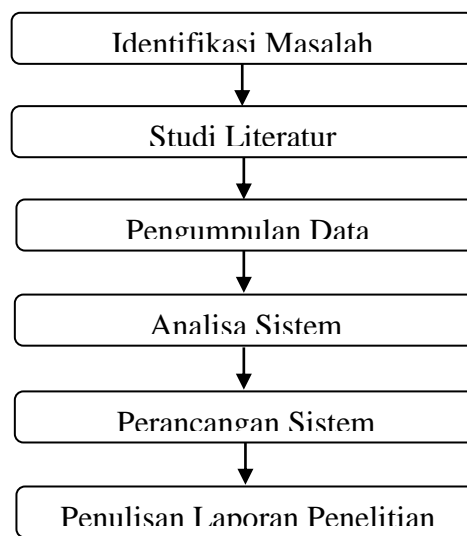 Identifikasi Masalah
Studi Literatur
Pengumpulan Data
Analisa Sistem
Perancangan Sistem
Penulisan Laporan Penelitian